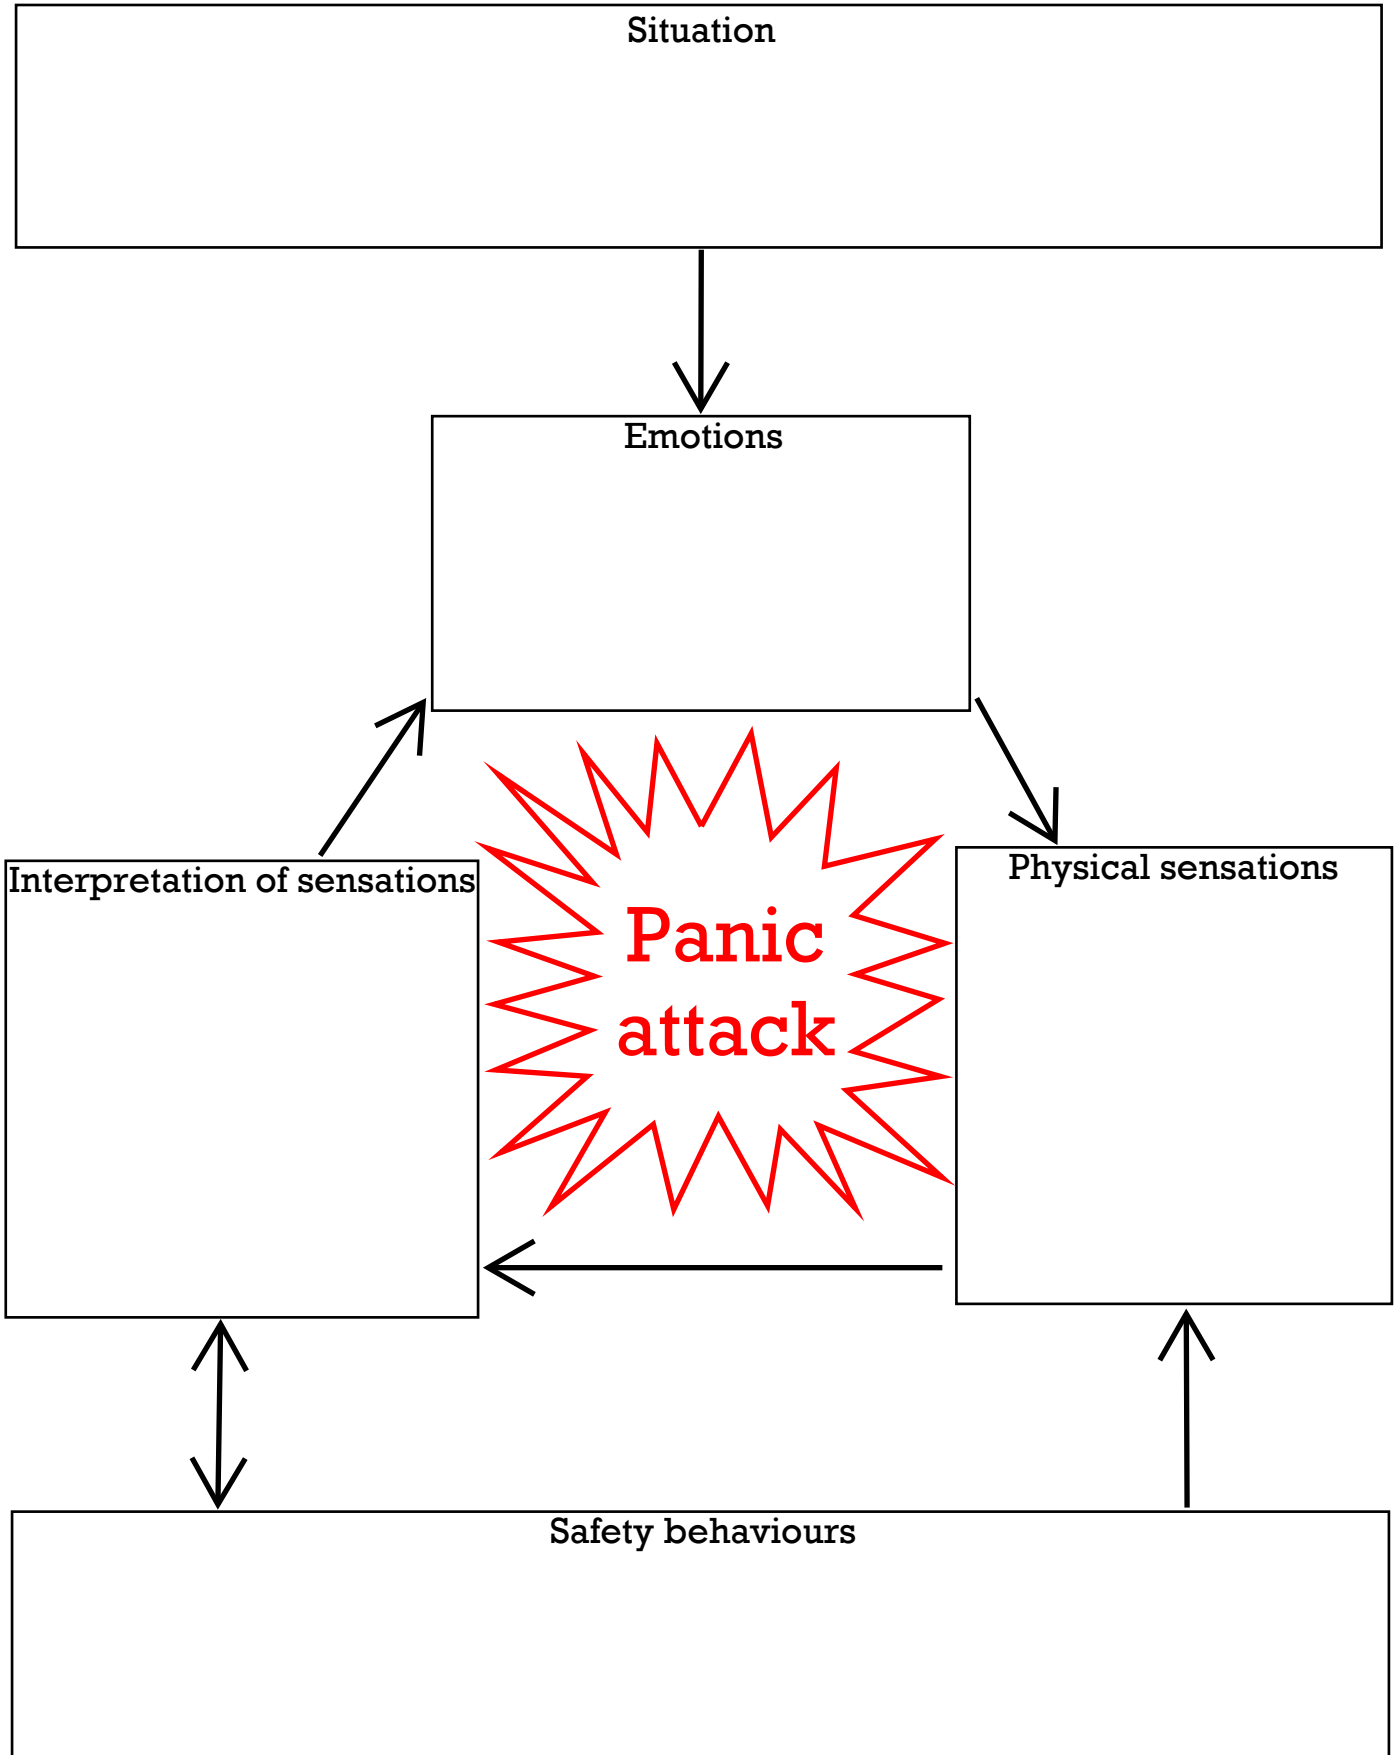 Situation
Emotions
Interpretation of sensations
Physical sensations
Panic
attack
Safety behaviours